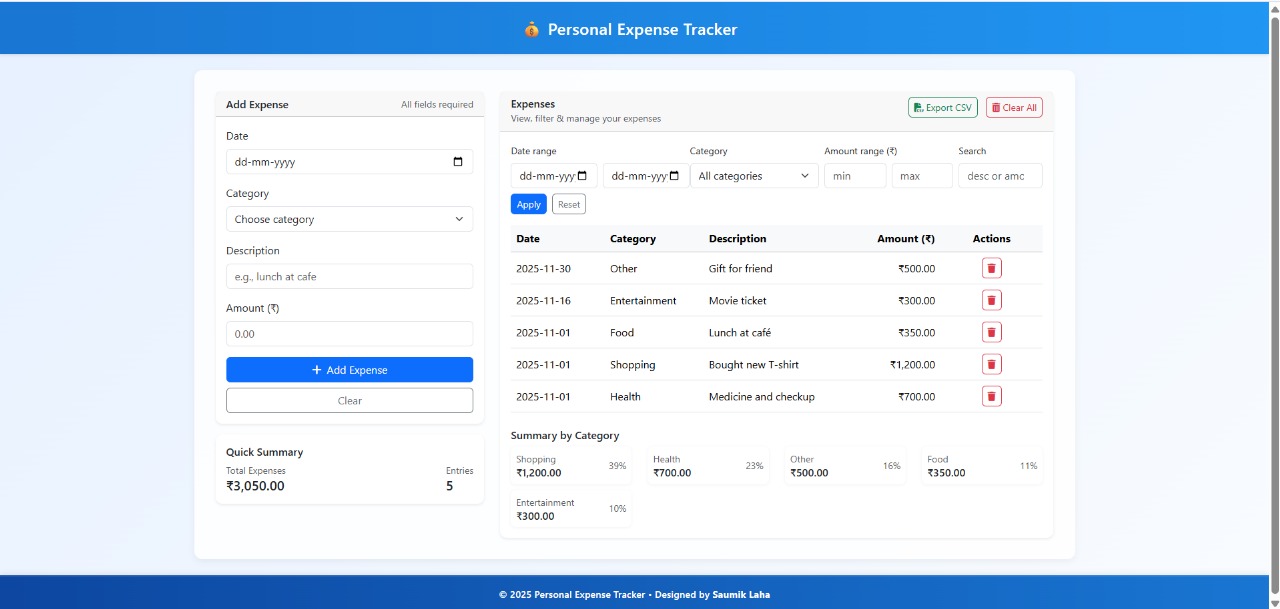 Personal Expense Tracker
Add Expense All fields required
Date
dd-mm-yyyy
Category
Choose category
Description
e.g., lunch at cafe
Amount (₹)
0.00
+ Add Expense
Clear
Quick Summary
Total Expenses Entries
₹3,050.00 5
Expenses
View, filter & manage your expenses
Export CSV Clear All
Date range Category Amount range (₹) Search
dd-mm-yyy dd-mm-yyy All categories min max desc or amc
Apply Reset
Date Category Description Amount (₹) Actions
2025-11-30 Other Gift for friend ₹500.00
2025-11-16 Entertainment Movie ticket ₹300.00
2025-11-01 Food Lunch at café ₹350.00
2025-11-01 Shopping Bought new T-shirt ₹1,200.00
2025-11-01 Health Medicine and checkup ₹700.00
Summary by Category
Shopping ₹1,200.00 39%
Health ₹700.00 23%
Other ₹500.00 16%
Food ₹350.00 11%
Entertainment ₹300.00 10%
© 2025 Personal Expense Tracker • Designed by Saumik Laha